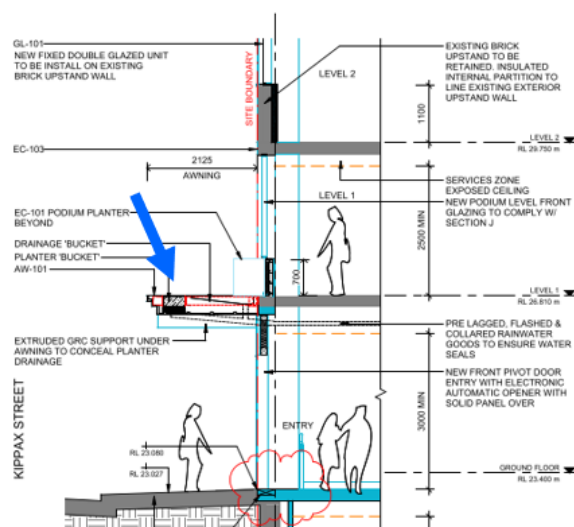 GL-101
NEW FIXED DOUBLE GLAZED UNIT
TO BE INSTALL ON EXISTING
BRICK UPSTAND WALL
SITE BOUNDARY
LEVEL 2
EXISTING BRICK
UPSTAND TO BE
RETAINED. INSULATED
INTERNAL PARTITION TO
LINE EXISTING EXTERIOR
UPSTAND WALL
1100
LEVEL 2
RL 29.750 m
EC-103
2125
AWNING
SERVICES ZONE
EXPOSED CEILING
LEVEL 1
NEW PODIUM LEVEL FRONT
GLAZING TO COMPLY W/
SECTION J
2500 MIN
EC-101 PODIUM PLANTER
BEYOND
DRAINAGE 'BUCKET'
PLANTER 'BUCKET'
AW-101
700
LEVEL 1
RL 26.810 m
EXTRUDED GRC SUPPORT UNDER
AWNING TO CONCEAL PLANTER
DRAINAGE
PRE LAGGED, FLASHED &
COLLARED RAINWATER
GOODS TO ENSURE WATER
SEALS
NEW FRONT PIVOT DOOR
ENTRY WITH ELECTRONIC
AUTOMATIC OPENER WITH
SOLID PANEL OVER
3000 MIN
KIPPAX STREET
ENTRY
RL 23.080
RL 23.027
GROUND FLOOR
RL 23.400 m